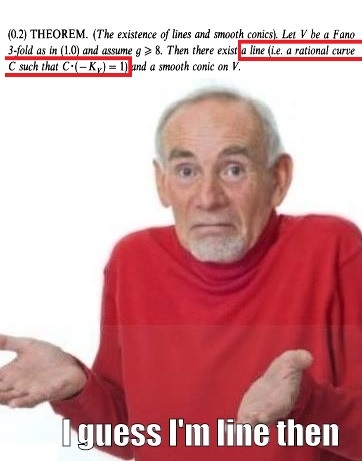 (0.2) THEOREM. (The existence of lines and smooth conics). Let V be a Fano
3-fold as in (1.0) and assume g ⩾ 8. Then there exist a line (i.e. a rational curve
C such that C·(−K_V) = 1) and a smooth conic on V.
I guess I'm line then